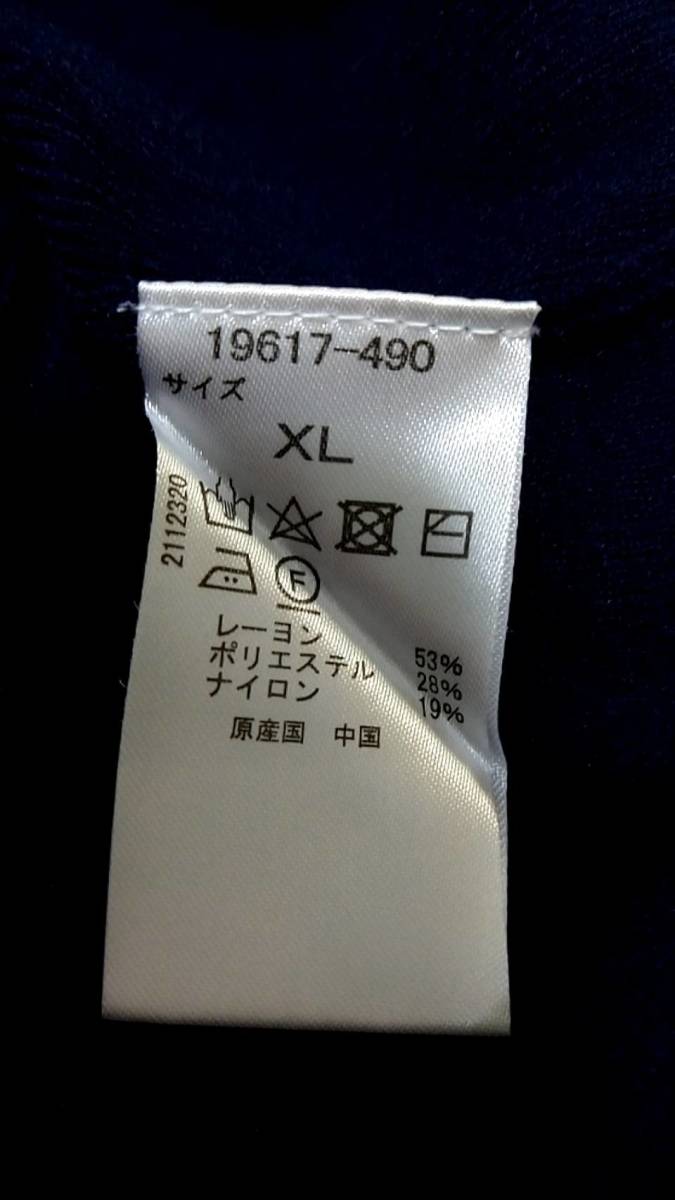 19617-490
サイズ
XL
2112320
F
レーヨン 53%
ポリエステル 28%
ナイロン 19%
原産国 中国